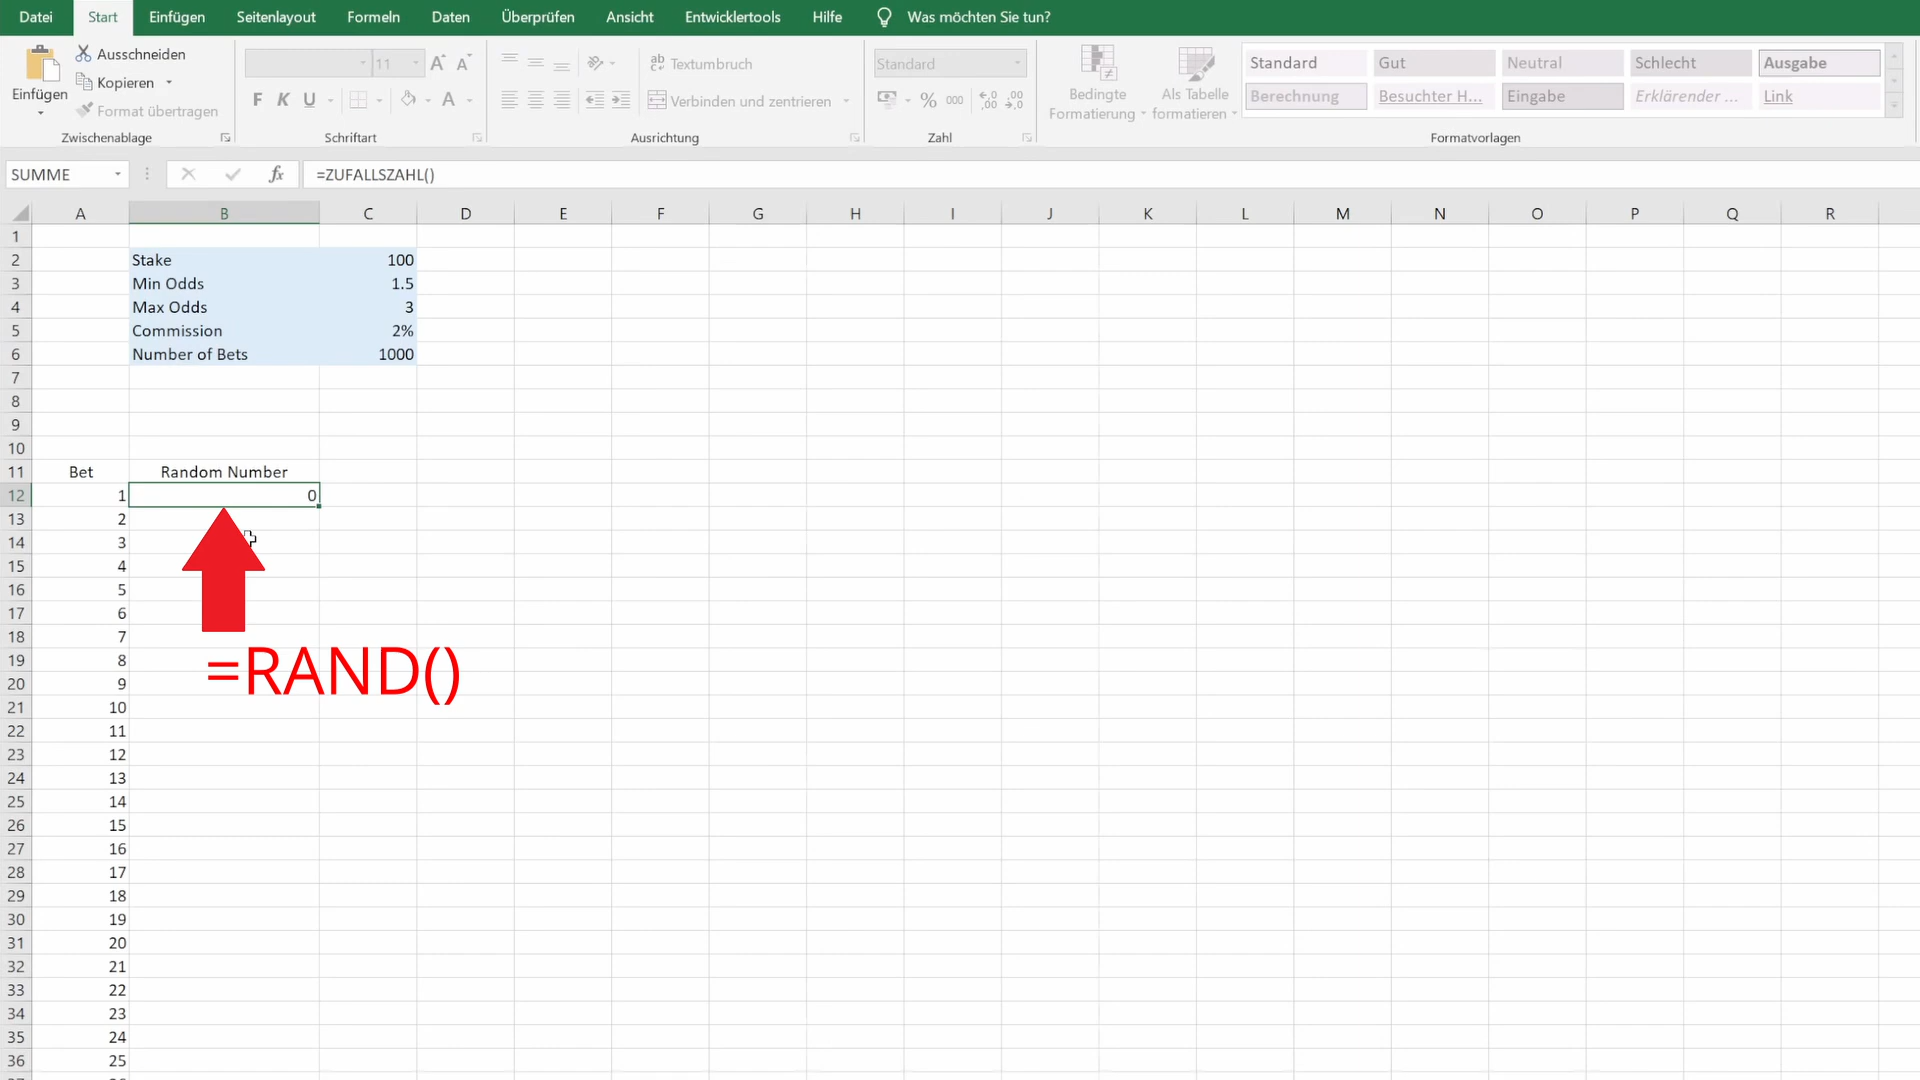 Datei Start Einfügen Seitenlayout Formeln Daten Überprüfen Ansicht Entwicklertools Hilfe Was möchten Sie tun?
Einfügen
Ausschneiden
Kopieren
Format übertragen
Zwischenablage
11 A A
F K U A
Schriftart
ab Textumbruch
Verbinden und zentrieren
Ausrichtung
Standard
% 000 ,00 ,00
Zahl
Bedingte Formatierung
Als Tabelle formatieren
Standard Gut Neutral Schlecht Ausgabe
Berechnung Besuchter H... Eingabe Erklärender ... Link
Formatvorlagen
SUMME fx =ZUFALLSZAHL()
A B C D E F G H I J K L M N O P Q R
1
2 Stake 100
3 Min Odds 1.5
4 Max Odds 3
5 Commission 2%
6 Number of Bets 1000
7
8
9
10
11 Bet Random Number
12 1 0
13 2
14 3
15 4
16 5
17 6
18 7
19 8
=RAND()
20 9
21 10
22 11
23 12
24 13
25 14
26 15
27 16
28 17
29 18
30 19
31 20
32 21
33 22
34 23
35 24
36 25